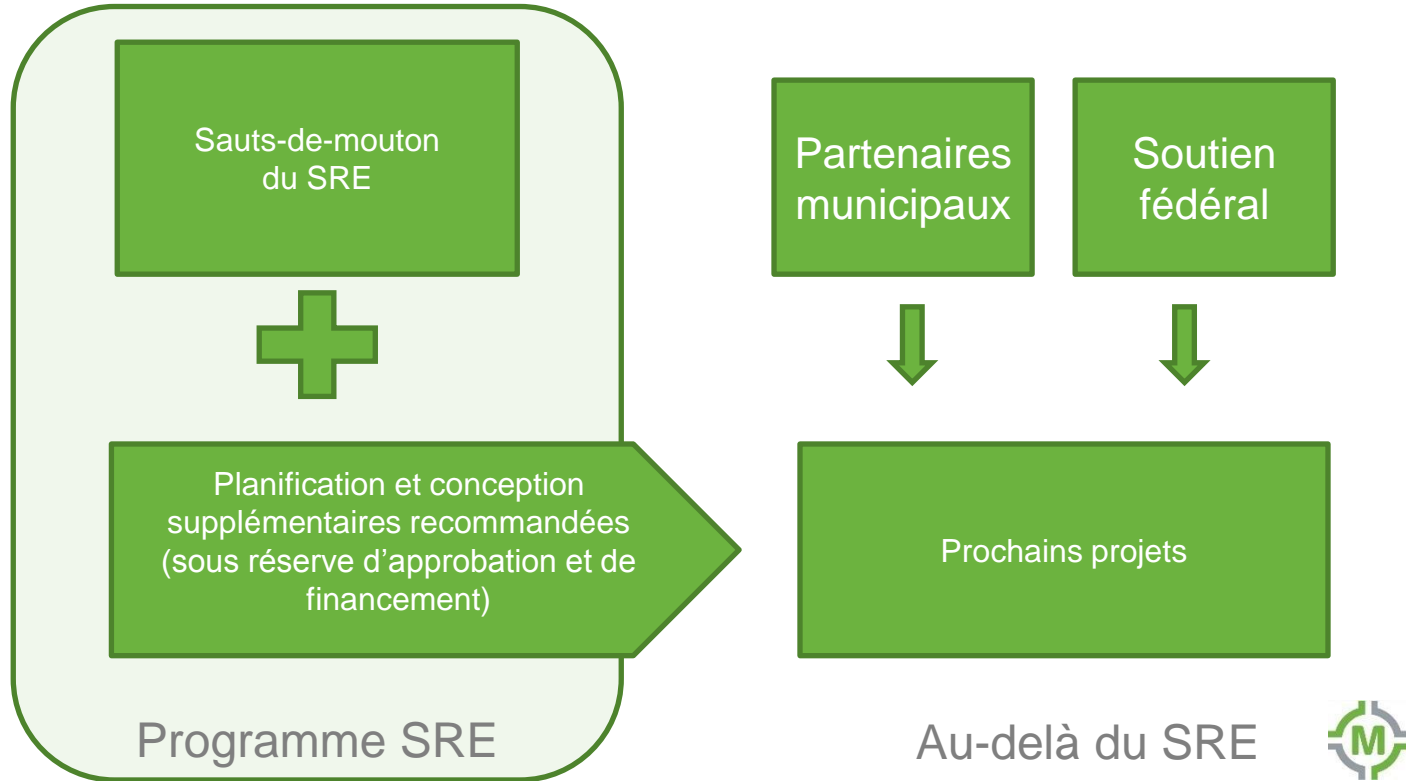 Sauts-de-mouton
du SRE
Partenaires
municipaux
Soutien
fédéral
Planification et conception
supplémentaires recommandées
(sous réserve d’approbation et de
financement)
Prochains projets
Programme SRE
Au-delà du SRE
M